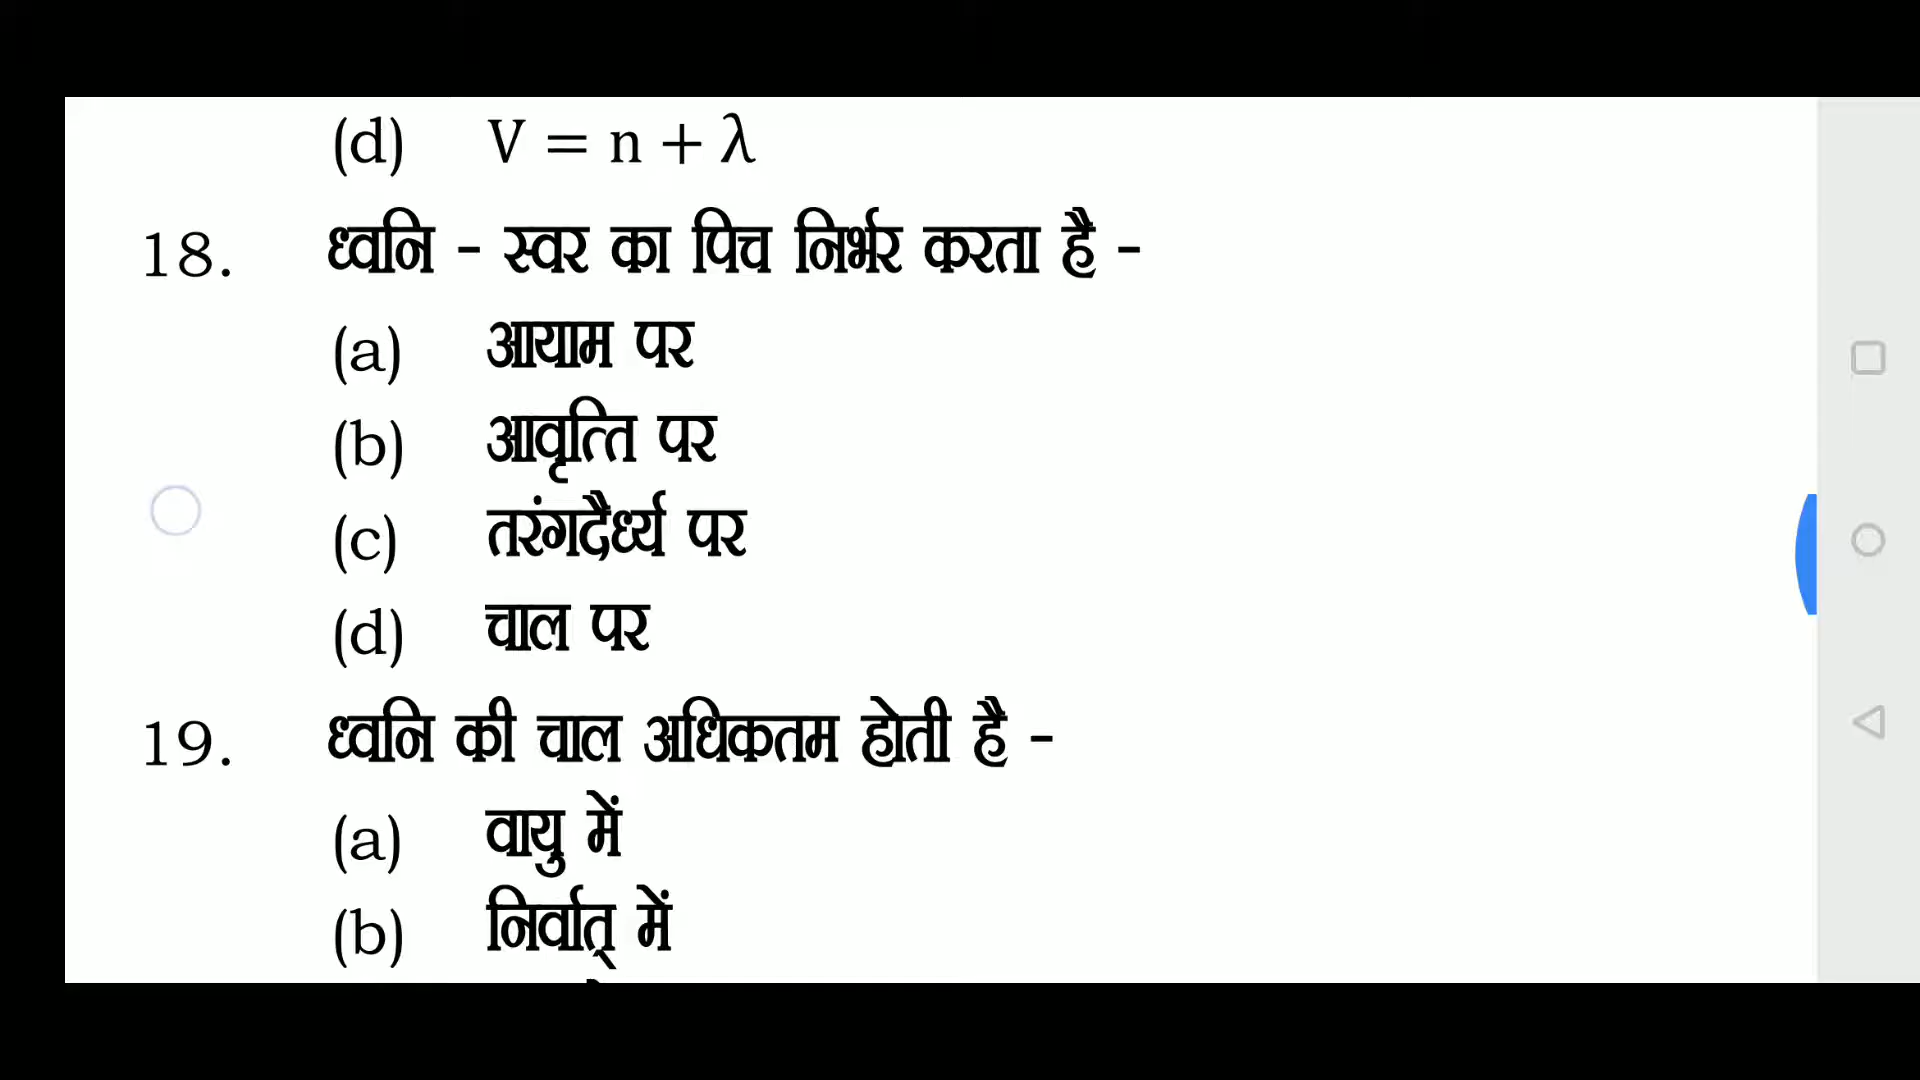 (d) V = n + λ
18. ध्वनि - स्वर का पिच निर्भर करता है -
(a) आयाम पर
(b) आवृत्ति पर
(c) तरंगदैर्ध्य पर
(d) चाल पर
19. ध्वनि की चाल अधिकतम होती है -
(a) वायु में
(b) निर्वात् में